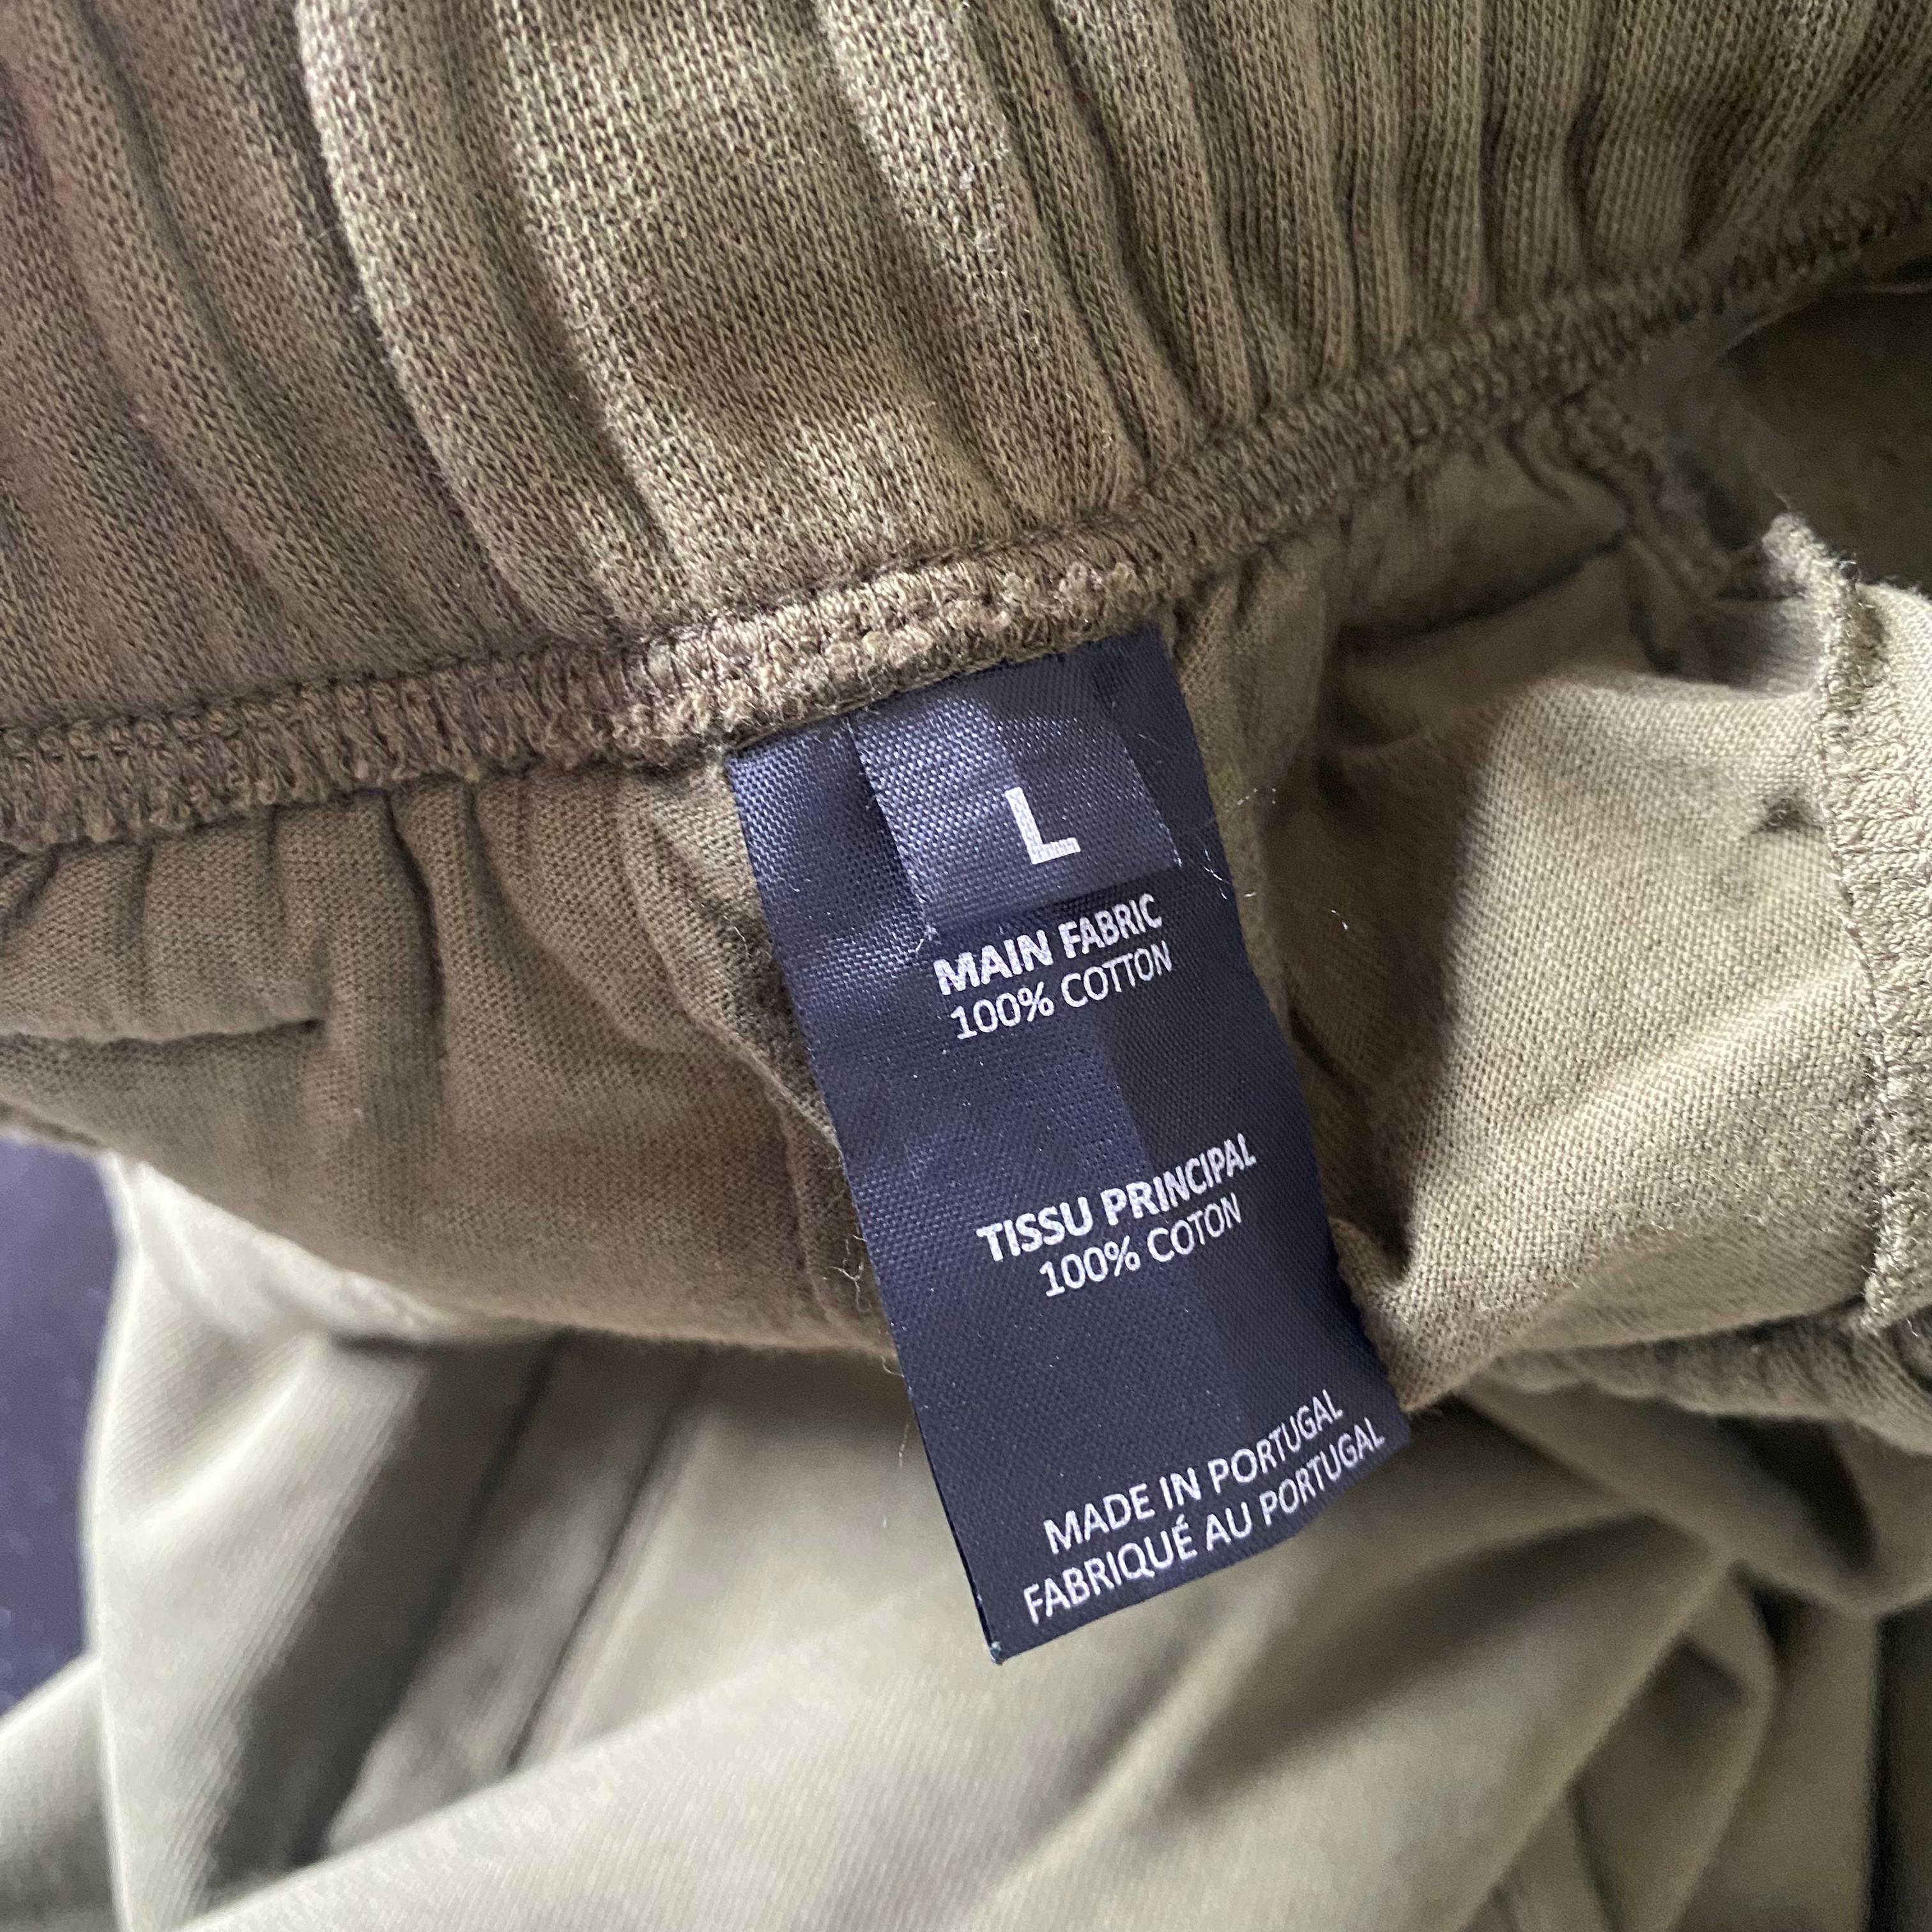 L
MAIN FABRIC
100% COTTON
TISSU PRINCIPAL
100% COTON
MADE IN PORTUGAL
FABRIQUÉ AU PORTUGAL